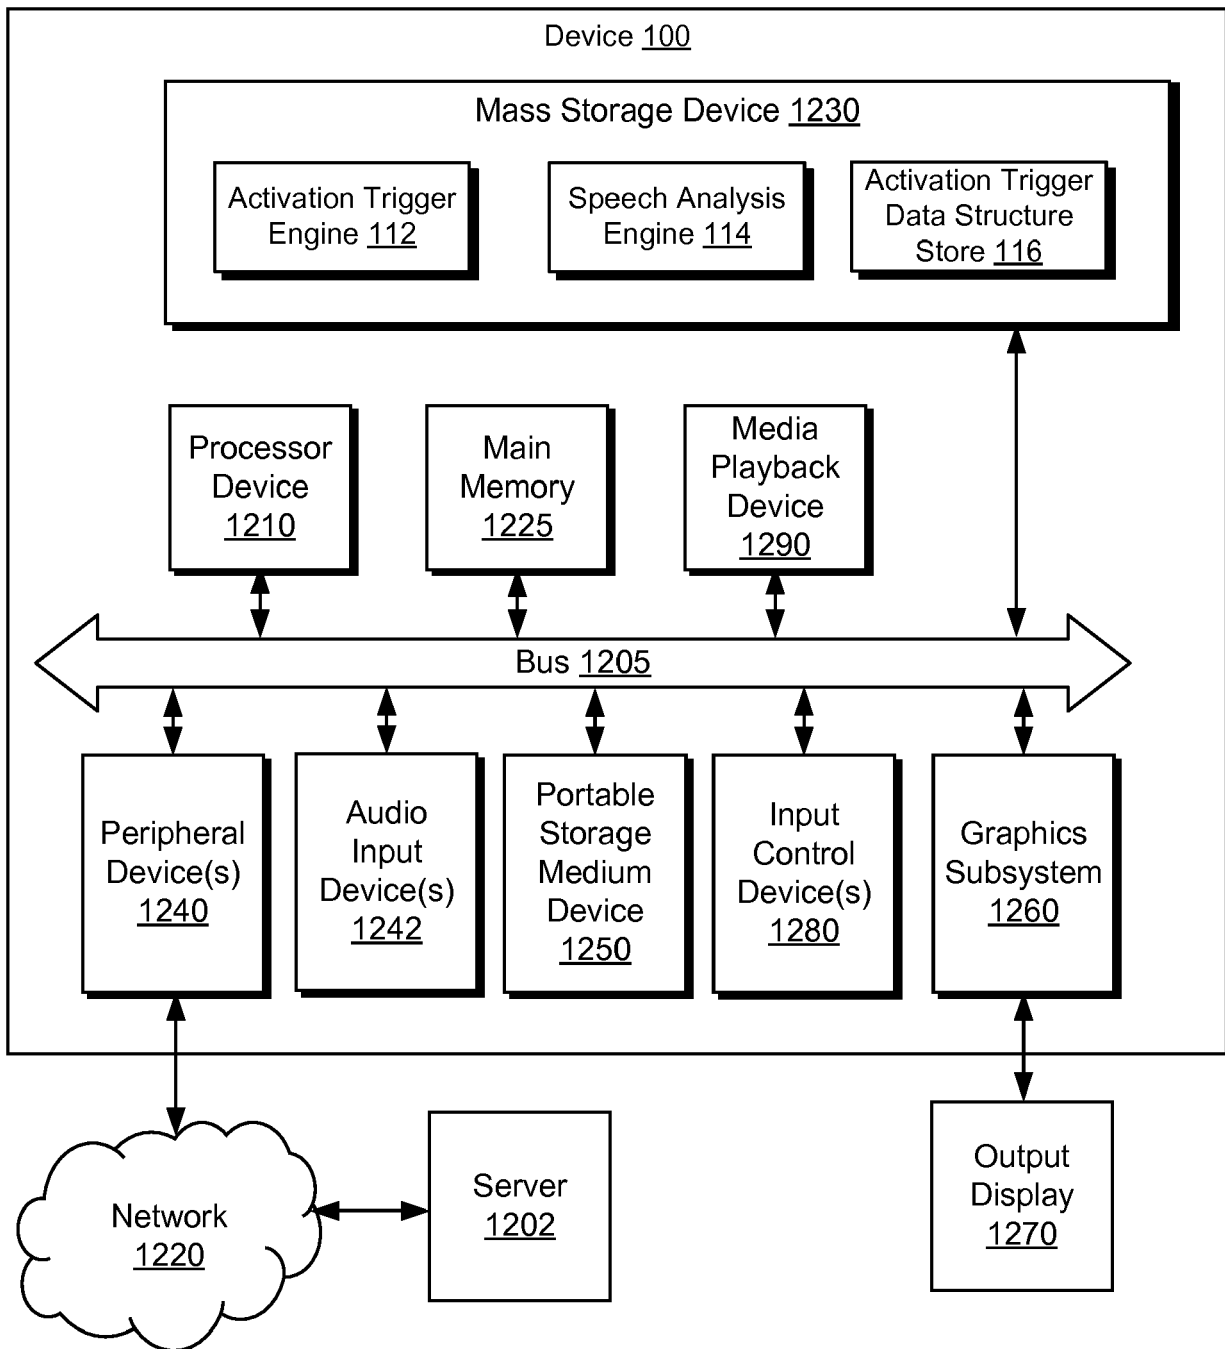 Device 100
Mass Storage Device 1230
Activation Trigger
Engine 112
Speech Analysis
Engine 114
Activation Trigger
Data Structure
Store 116
Processor
Device
1210
Main
Memory
1225
Media
Playback
Device
1290
Bus 1205
Peripheral
Device(s)
1240
Audio
Input
Device(s)
1242
Portable
Storage
Medium
Device
1250
Input
Control
Device(s)
1280
Graphics
Subsystem
1260
Network
1220
Server
1202
Output
Display
1270